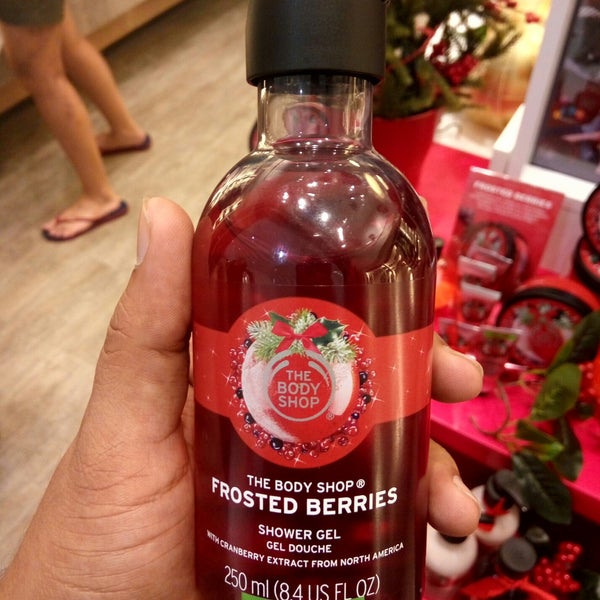 THE
BODY
SHOP
®
THE BODY SHOP®
FROSTED BERRIES
SHOWER GEL
GEL DOUCHE
WITH CRANBERRY EXTRACT FROM NORTH AMERICA
250 ml (8.4 US FL OZ)
FROSTED BERRIES